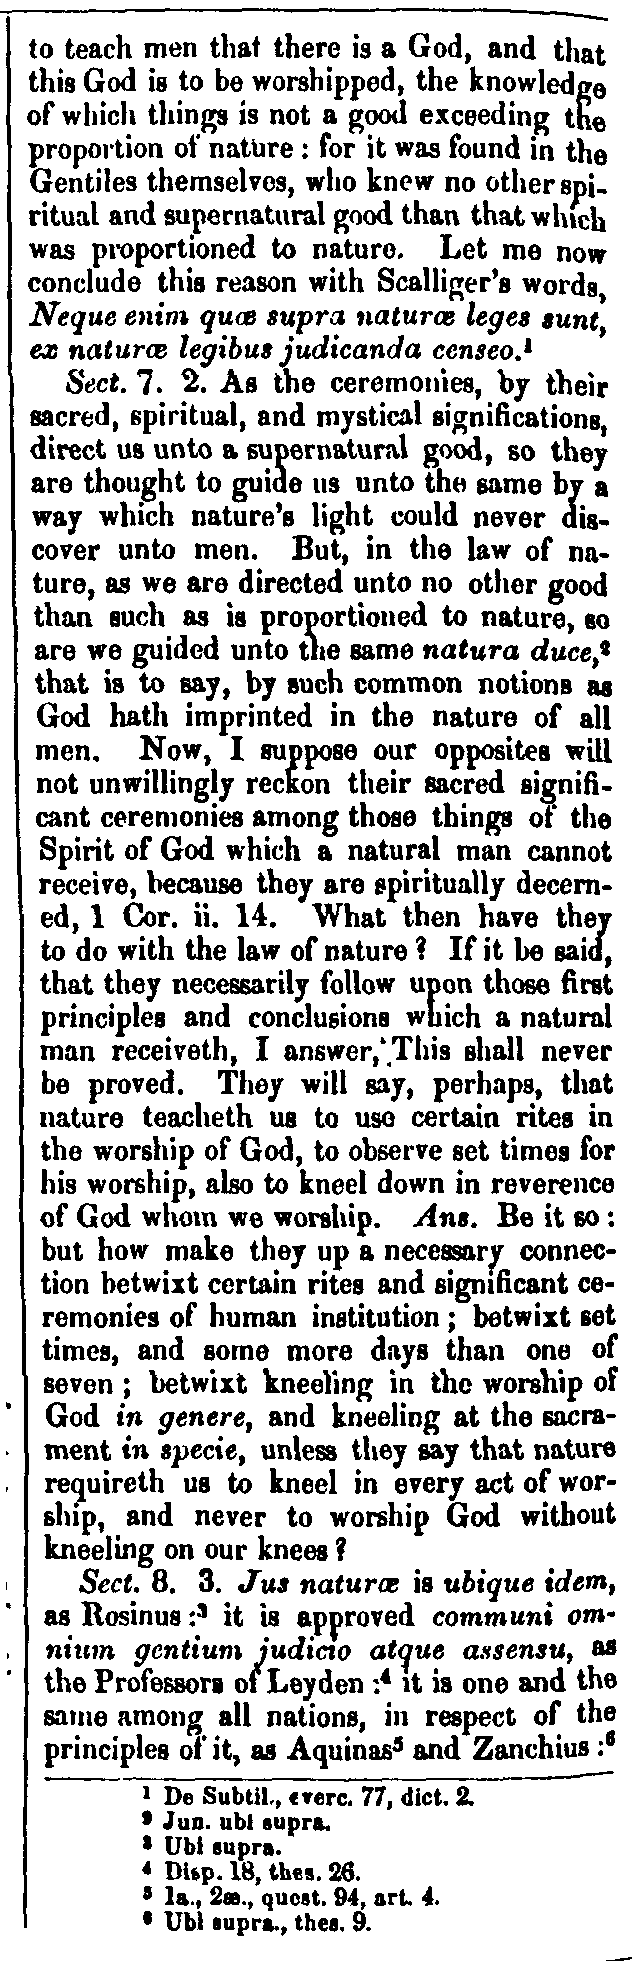 to teach men that there is a God, and that
this God is to be worshipped, the knowledge
of which things is not a good exceeding the
proportion of nature : for it was found in the
Gentiles themselves, who knew no other spi-
ritual and supernatural good than that which
was proportioned to nature. Let me now
conclude this reason with Scalliger's words,
Neque enim quæ supra naturæ leges sunt,
ex naturæ legibus judicanda censeo.¹
Sect. 7. 2. As the ceremonies, by their
sacred, spiritual, and mystical significations,
direct us unto a supernatural good, so they
are thought to guide us unto the same by a
way which nature's light could never dis-
cover unto men. But, in the law of na-
ture, as we are directed unto no other good
than such as is proportioned to nature, so
are we guided unto the same natura duce,²
that is to say, by such common notions as
God hath imprinted in the nature of all
men. Now, I suppose our opposites will
not unwillingly reckon their sacred signifi-
cant ceremonies among those things of the
Spirit of God which a natural man cannot
receive, because they are spiritually decern-
ed, 1 Cor. ii. 14. What then have they
to do with the law of nature ? If it be said,
that they necessarily follow upon those first
principles and conclusions which a natural
man receiveth, I answer, This shall never
be proved. They will say, perhaps, that
nature teacheth us to use certain rites in
the worship of God, to observe set times for
his worship, also to kneel down in reverence
of God whom we worship. Ans. Be it so :
but how make they up a necessary connec-
tion betwixt certain rites and significant ce-
remonies of human institution ; betwixt set
times, and some more days than one of
seven ; betwixt kneeling in the worship of
God in genere, and kneeling at the sacra-
ment in specie, unless they say that nature
requireth us to kneel in every act of wor-
ship, and never to worship God without
kneeling on our knees ?
Sect. 8. 3. Jus naturæ is ubique idem,
as Rosinus :³ it is approved communi om-
nium gentium judicio atque assensu, as
the Professors of Leyden :⁴ it is one and the
same among all nations, in respect of the
principles of it, as Aquinas⁵ and Zanchius :⁶
¹ De Subtil., exerc. 77, dict. 2.
² Jun. ubi supra.
³ Ubi supra.
⁴ Disp. 18, thes. 26.
⁵ 1a., 2æ., quest. 94, art. 4.
⁶ Ubi supra., thes. 9.